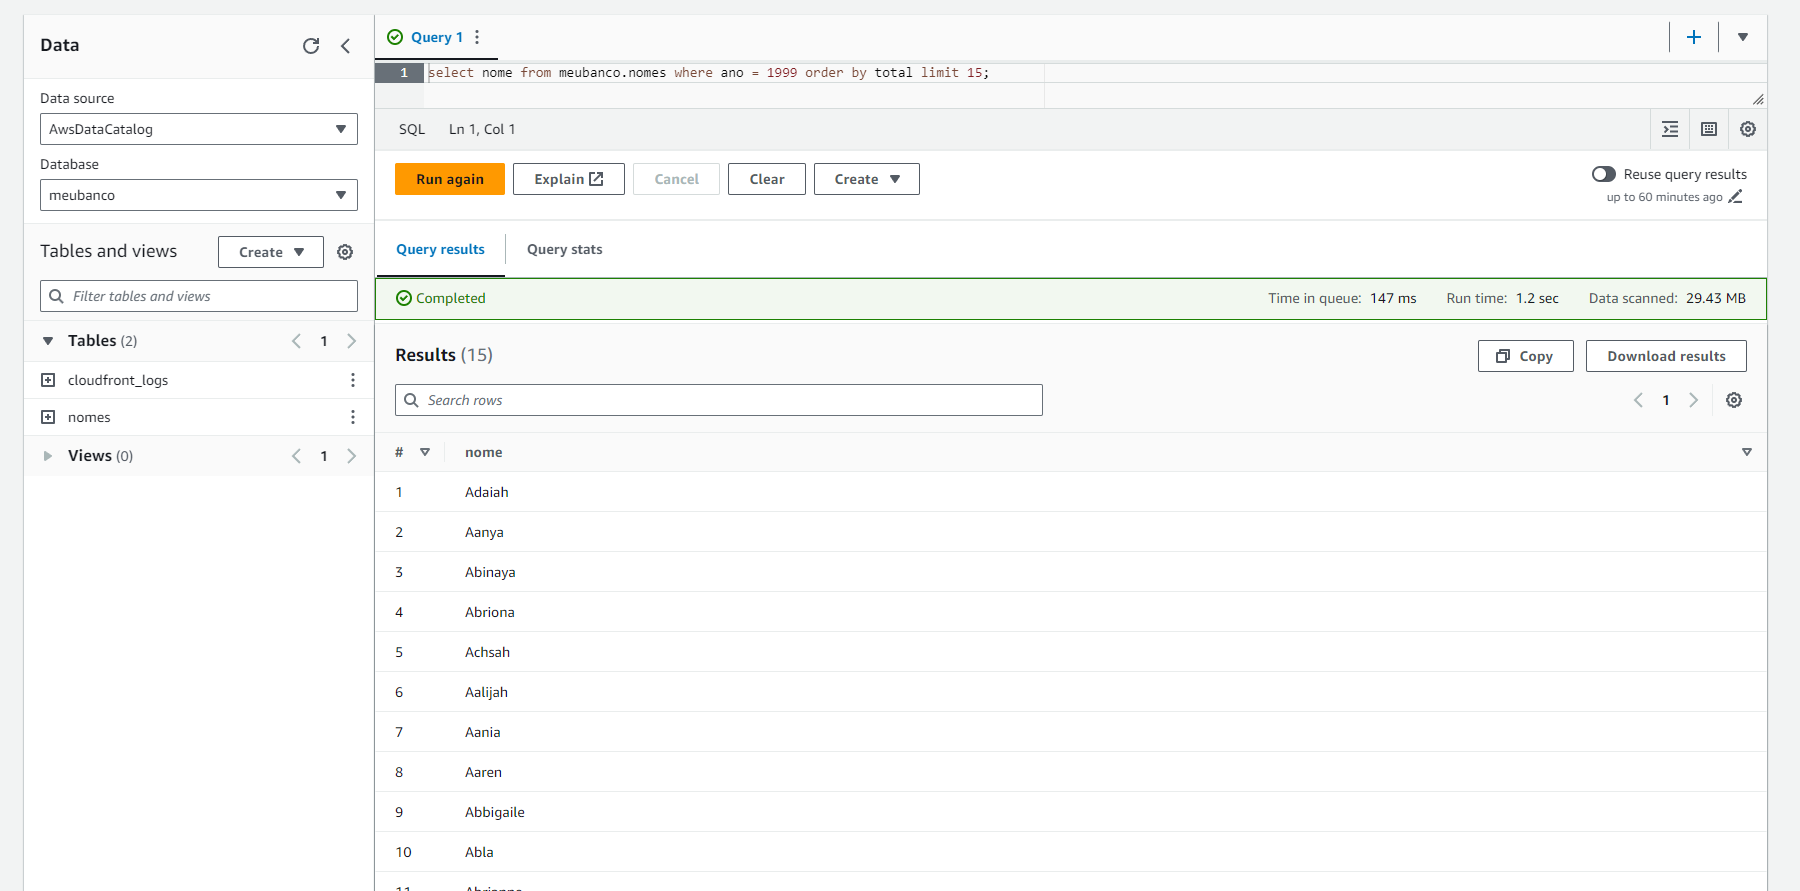 Data
Data source
AwsDataCatalog
Database
meubanco
Tables and views
Create
Filter tables and views
Tables (2)
1
cloudfront_logs
nomes
Views (0)
1
Query 1
1 select nome from meubanco.nomes where ano = 1999 order by total limit 15;
SQL Ln 1, Col 1
Run again Explain Cancel Clear Create
Reuse query results
up to 60 minutes ago
Query results Query stats
Completed Time in queue: 147 ms Run time: 1.2 sec Data scanned: 29.43 MB
Results (15) Copy Download results
Search rows
1
# nome
1 Adaiah
2 Aanya
3 Abinaya
4 Abriona
5 Achsah
6 Aalijah
7 Aania
8 Aaren
9 Abbigaile
10 Abla
11